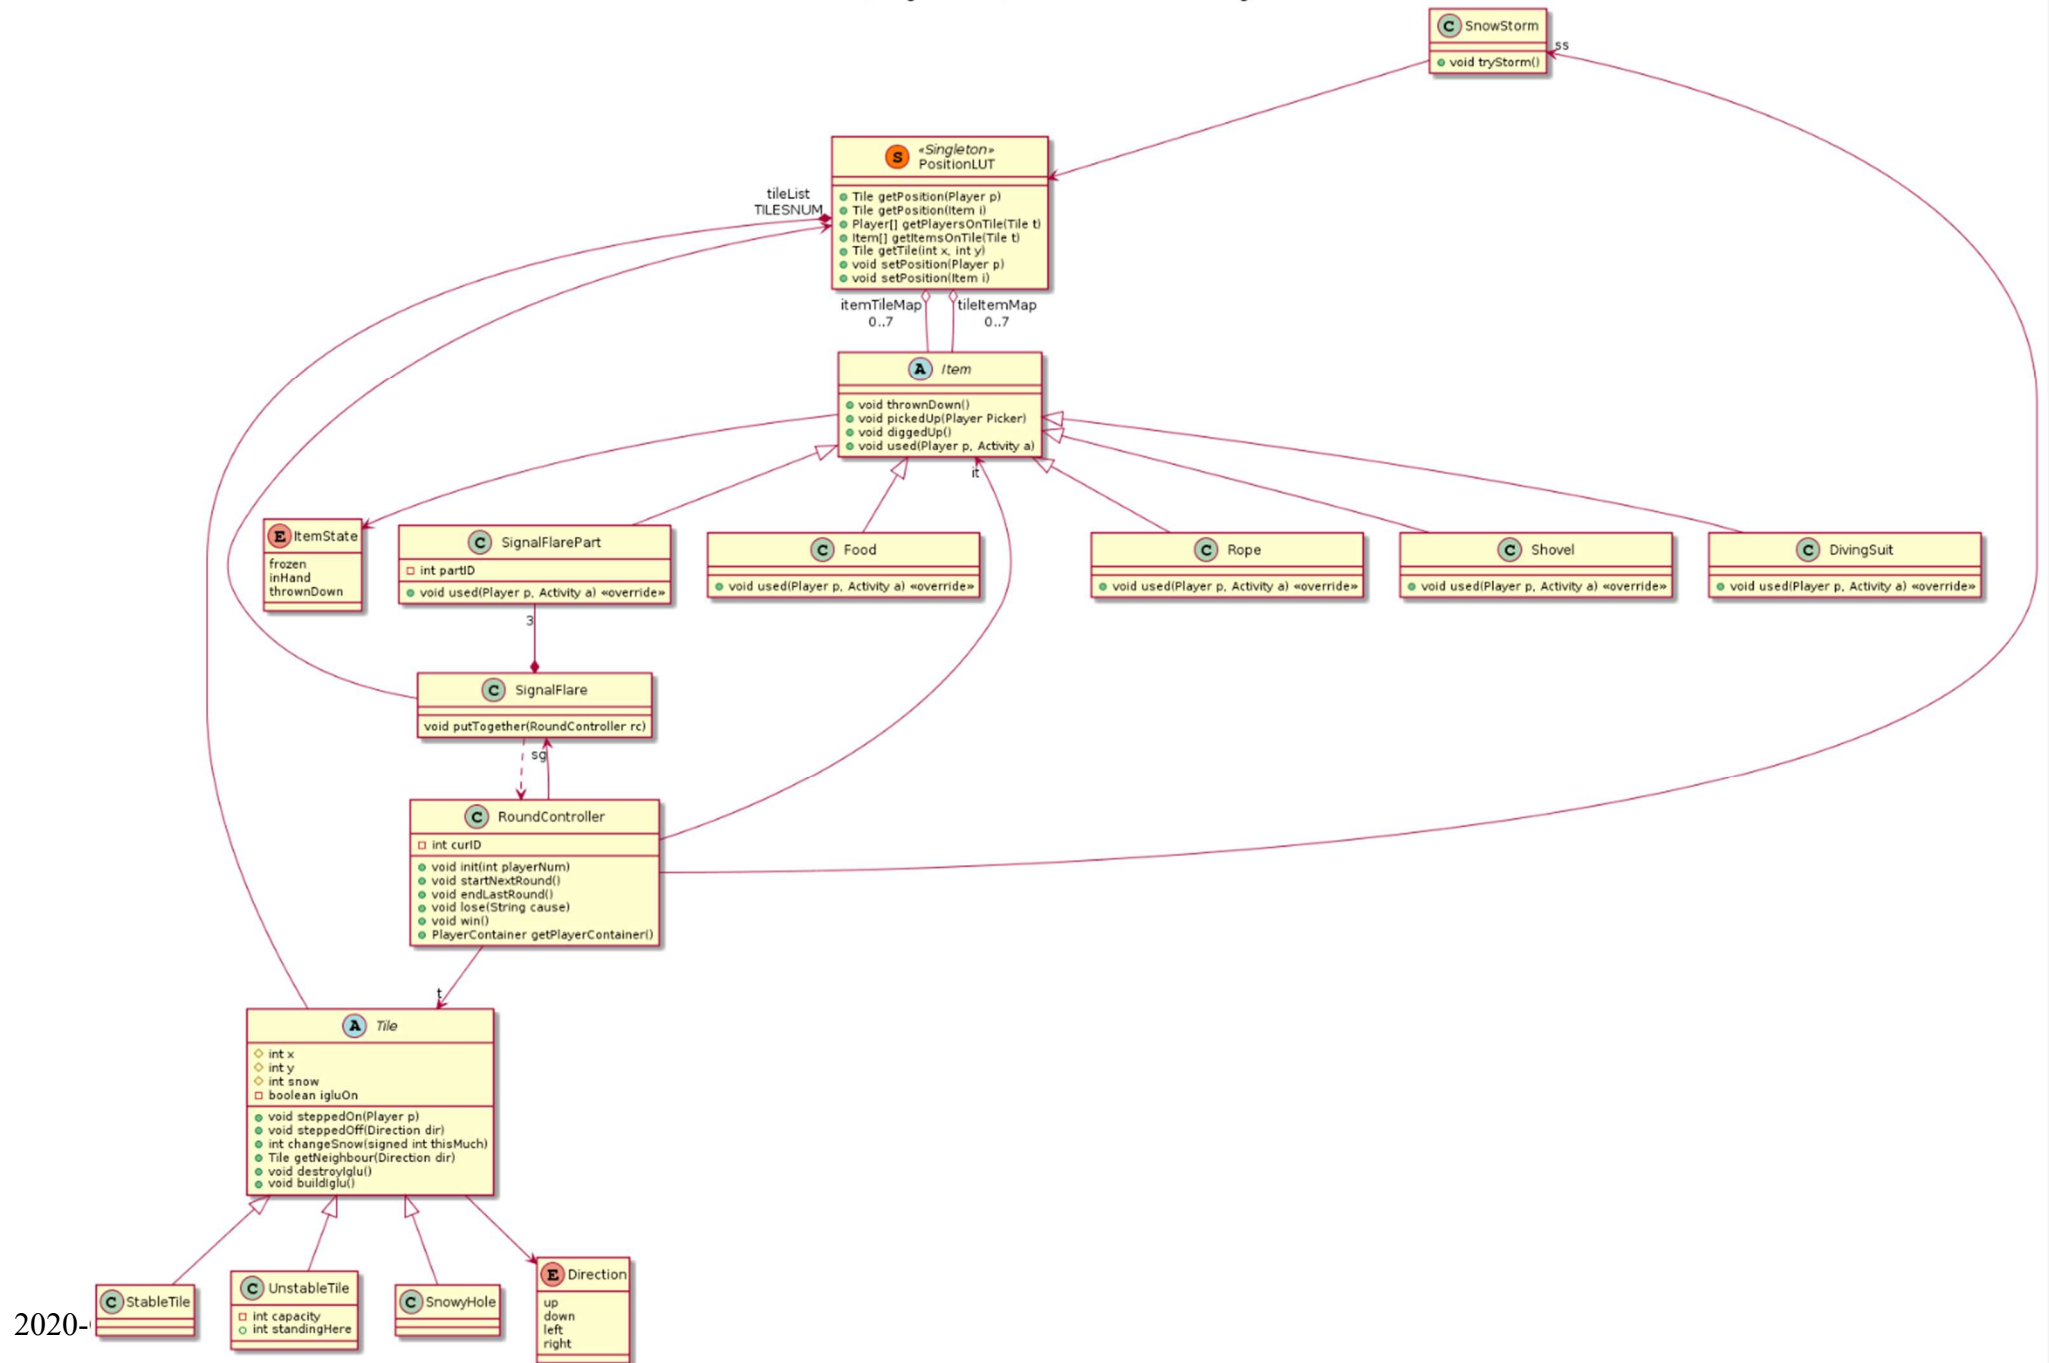 C SnowStorm
void tryStorm()
ss
S «Singleton»
PositionLUT
Tile getPosition(Player p)
Tile getPosition(Item i)
Player[] getPlayersOnTile(Tile t)
Item[] getItemsOnTile(Tile t)
Tile getTile(int x, int y)
void setPosition(Player p)
void setPosition(Item i)
tileList
TILESNUM
itemTileMap
0..7
tileItemMap
0..7
A Item
void thrownDown()
void pickedUp(Player Picker)
void diggedUp()
void used(Player p, Activity a)
it
E ItemState
frozen
inHand
thrownDown
C SignalFlarePart
int partID
void used(Player p, Activity a) «override»
C Food
void used(Player p, Activity a) «override»
C Rope
void used(Player p, Activity a) «override»
C Shovel
void used(Player p, Activity a) «override»
C DivingSuit
void used(Player p, Activity a) «override»
3
C SignalFlare
void putTogether(RoundController rc)
sg
C RoundController
int curID
void init(int playerNum)
void startNextRound()
void endLastRound()
void lose(String cause)
void win()
PlayerContainer getPlayerContainer()
t
A Tile
int x
int y
int snow
boolean igluOn
void steppedOn(Player p)
void steppedOff(Direction dir)
int changeSnow(signed int thisMuch)
Tile getNeighbour(Direction dir)
void destroyIglu()
void buildIglu()
C StableTile
C UnstableTile
int capacity
int standingHere
C SnowyHole
E Direction
up
down
left
right
2020-